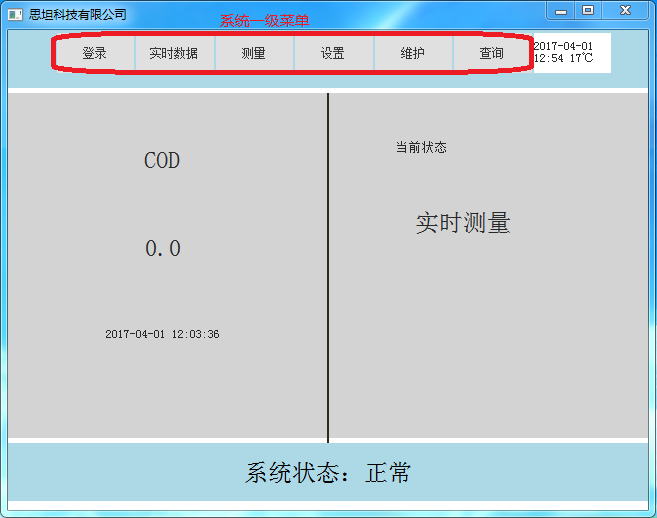 思坦科技有限公司
系统一级菜单
登录 实时数据 测量 设置 维护 查询
2017-04-01
12:54 17℃
COD
当前状态
0.0
实时测量
2017-04-01 12:03:36
系统状态：正常